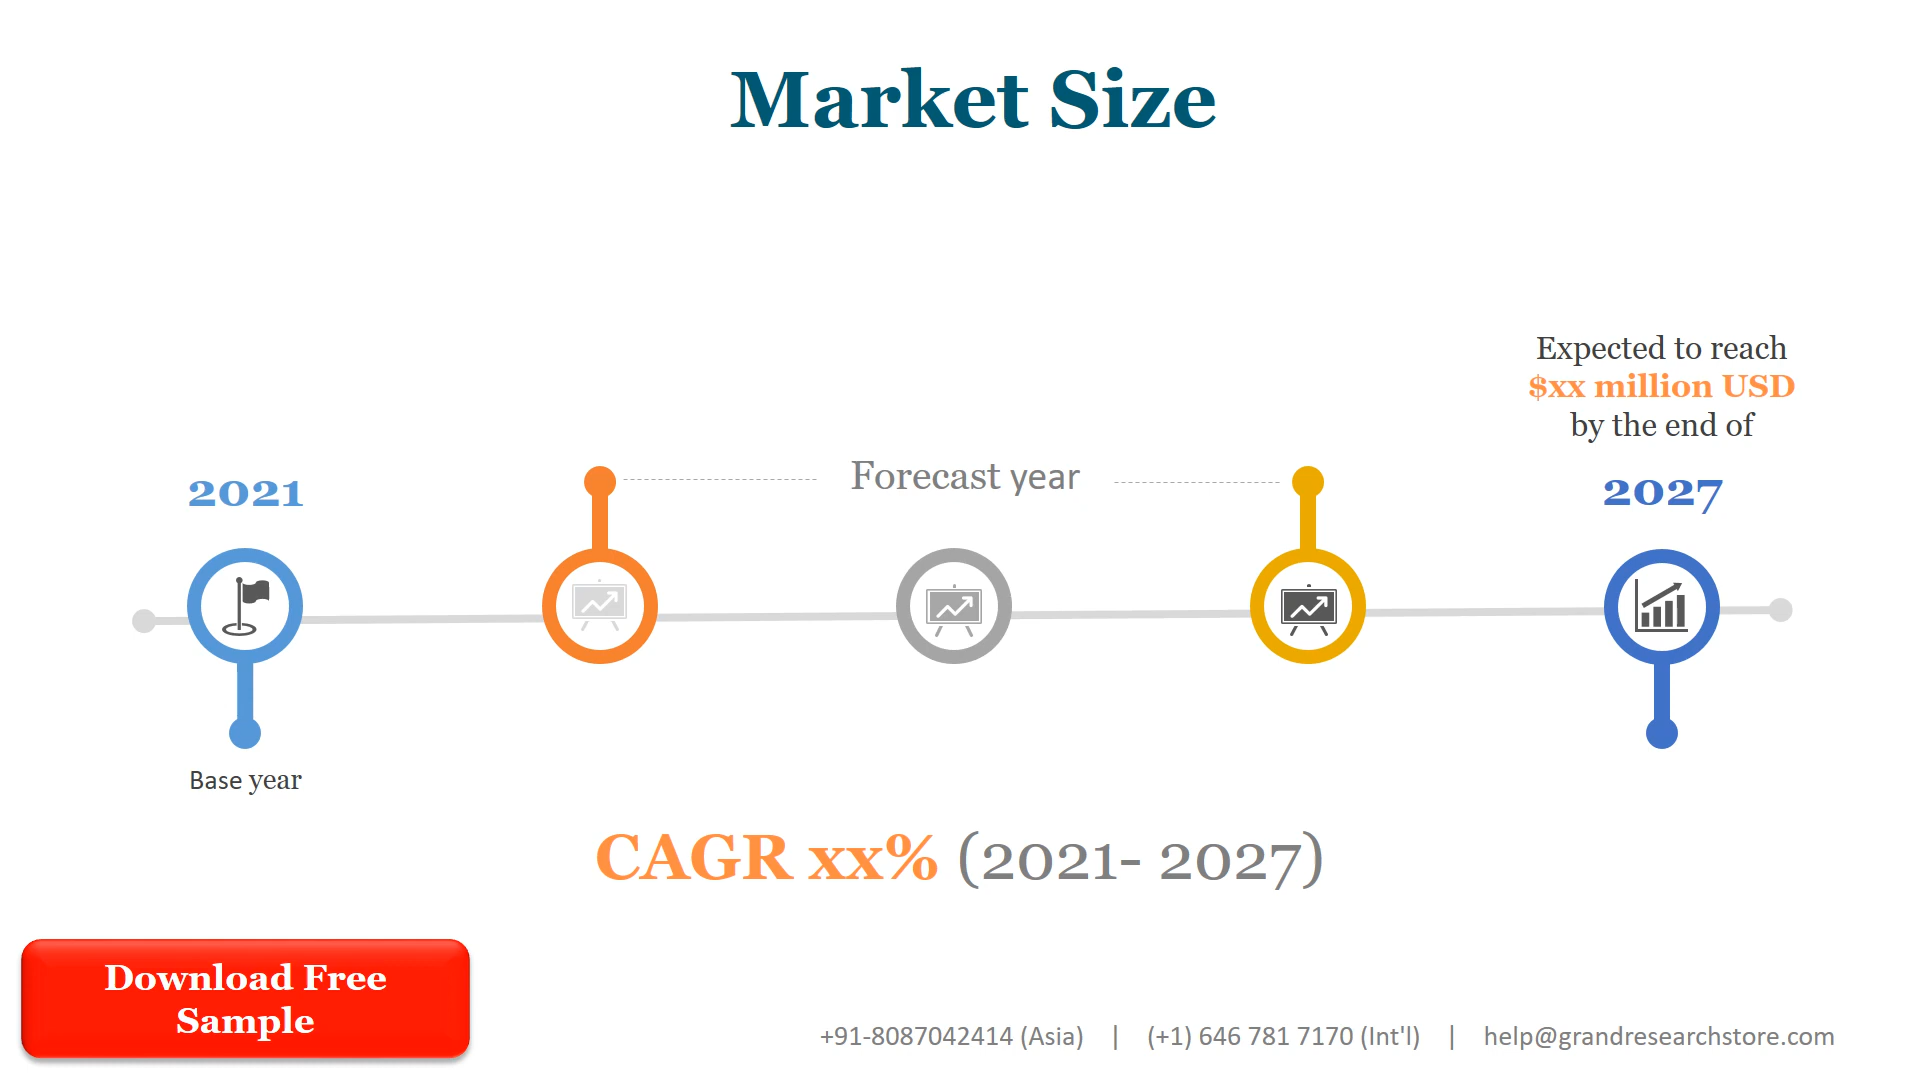 Market Size
Expected to reach
$xx million USD
by the end of
2021
Forecast year
2027
Base year
CAGR xx% (2021- 2027)
Download Free
Sample
+91-8087042414 (Asia) | (+1) 646 781 7170 (Int'l) | help@grandresearchstore.com